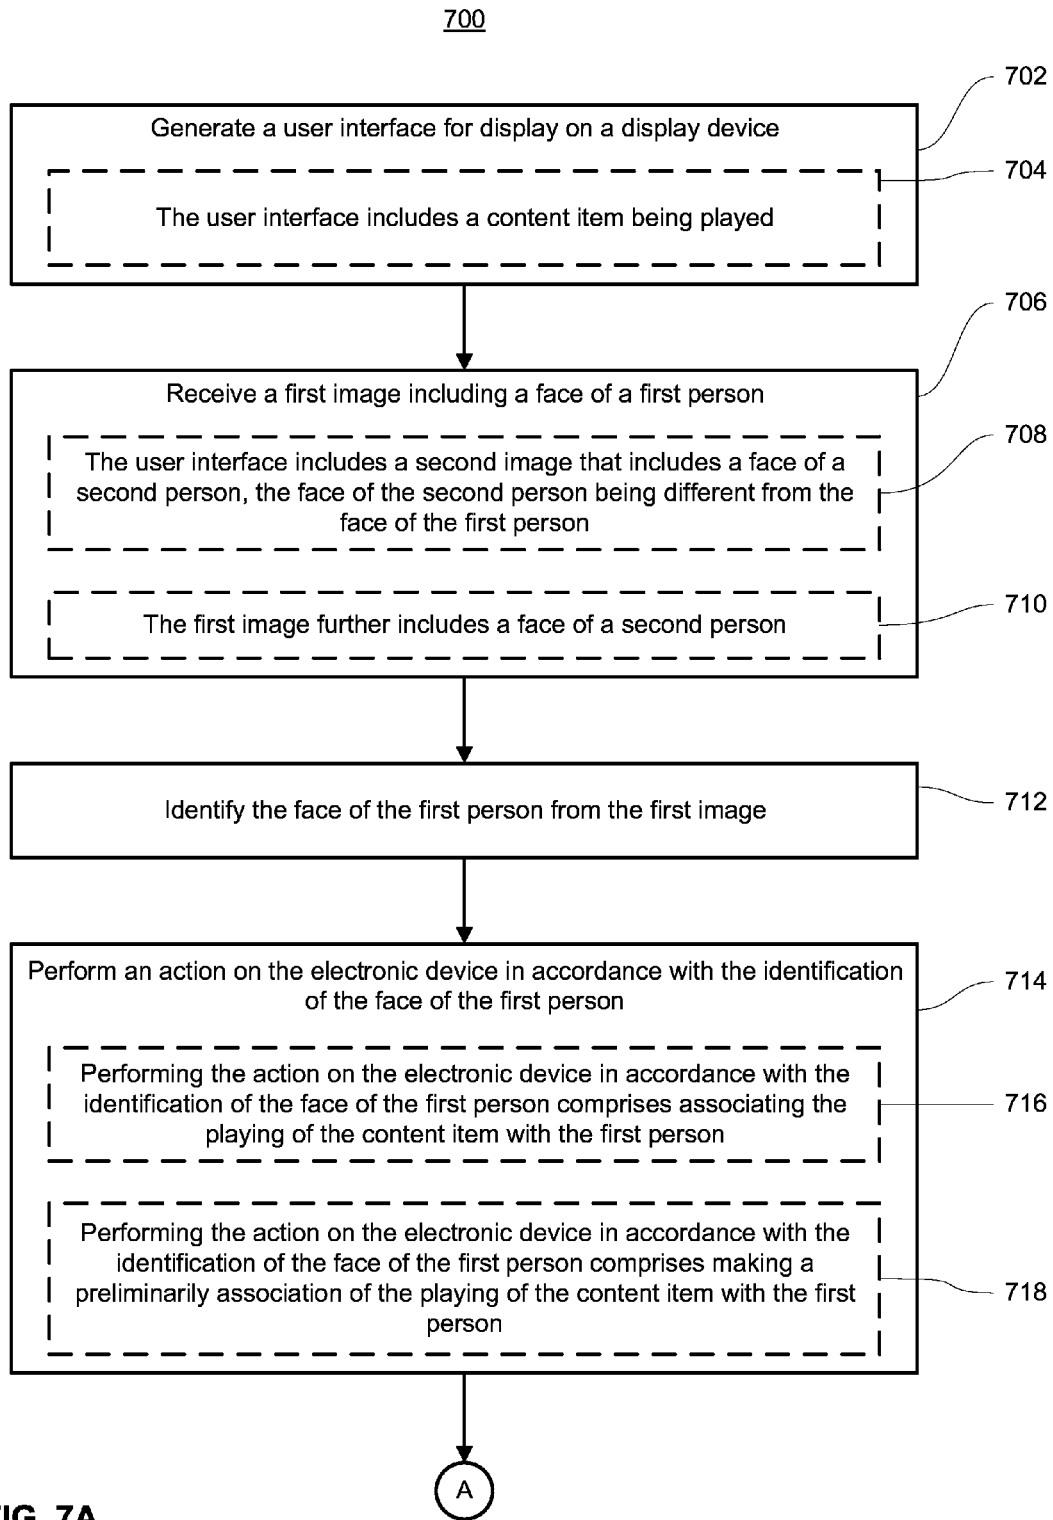 700
702
Generate a user interface for display on a display device
704
The user interface includes a content item being played
706
Receive a first image including a face of a first person
708
The user interface includes a second image that includes a face of a
second person, the face of the second person being different from the
face of the first person
710
The first image further includes a face of a second person
712
Identify the face of the first person from the first image
714
Perform an action on the electronic device in accordance with the identification
of the face of the first person
716
Performing the action on the electronic device in accordance with the
identification of the face of the first person comprises associating the
playing of the content item with the first person
718
Performing the action on the electronic device in accordance with the
identification of the face of the first person comprises making a
preliminarily association of the playing of the content item with the first
person
A
IG. 7A